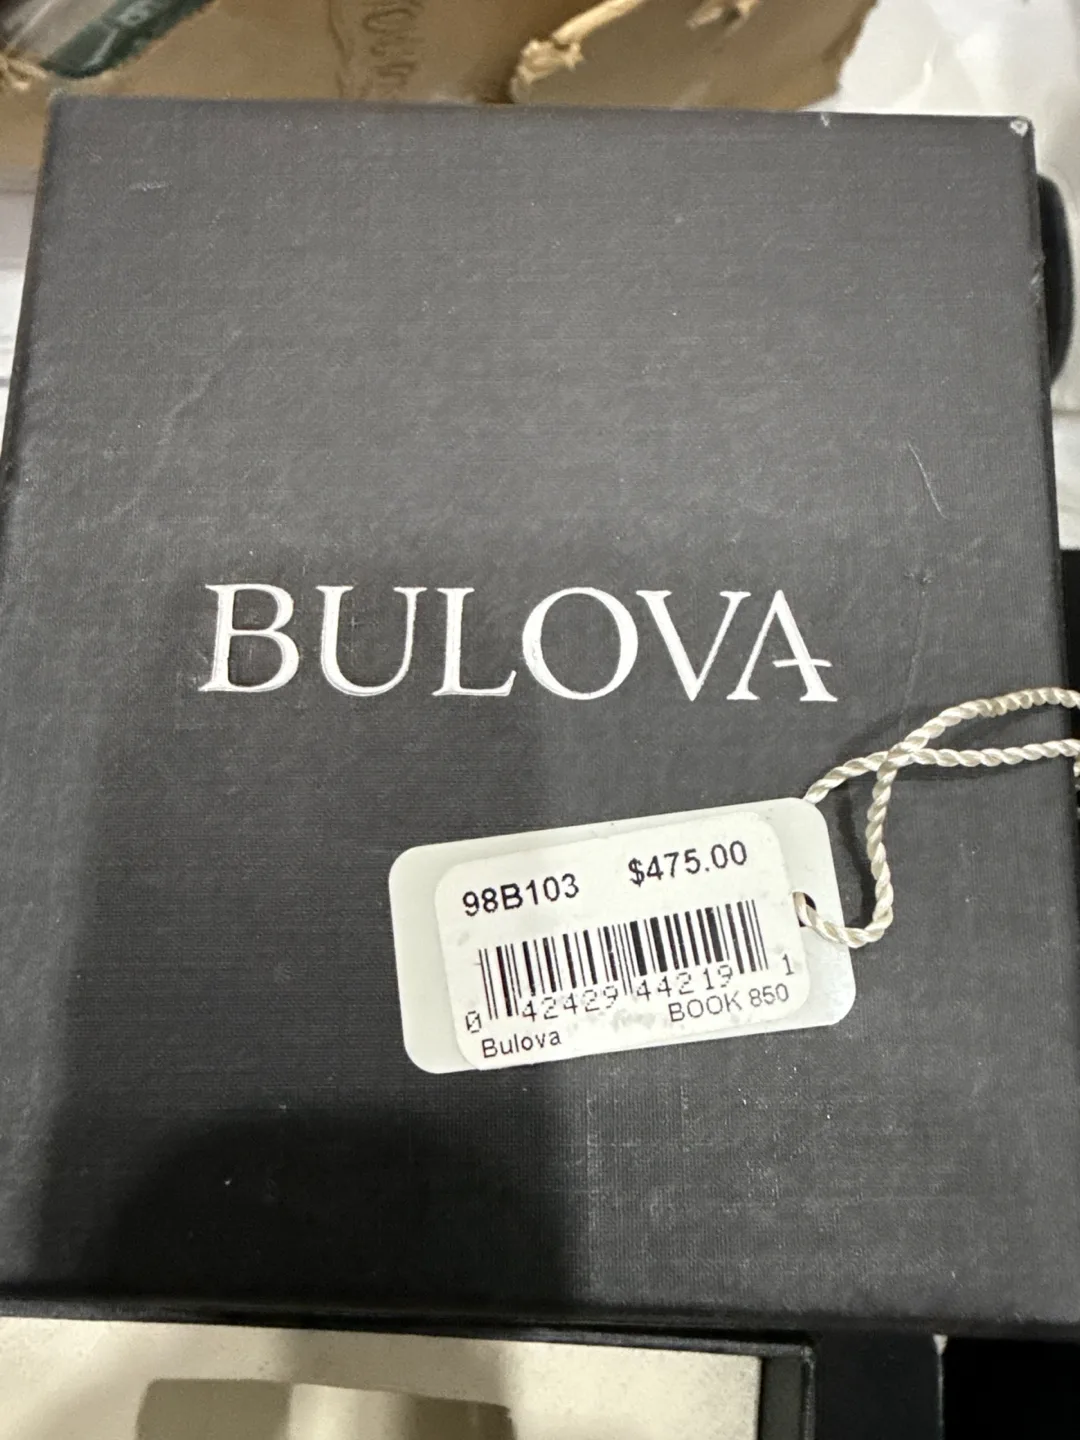 BULOVA
98B103 $475.00
0 42429 44219 1
BOOK 850
Bulova